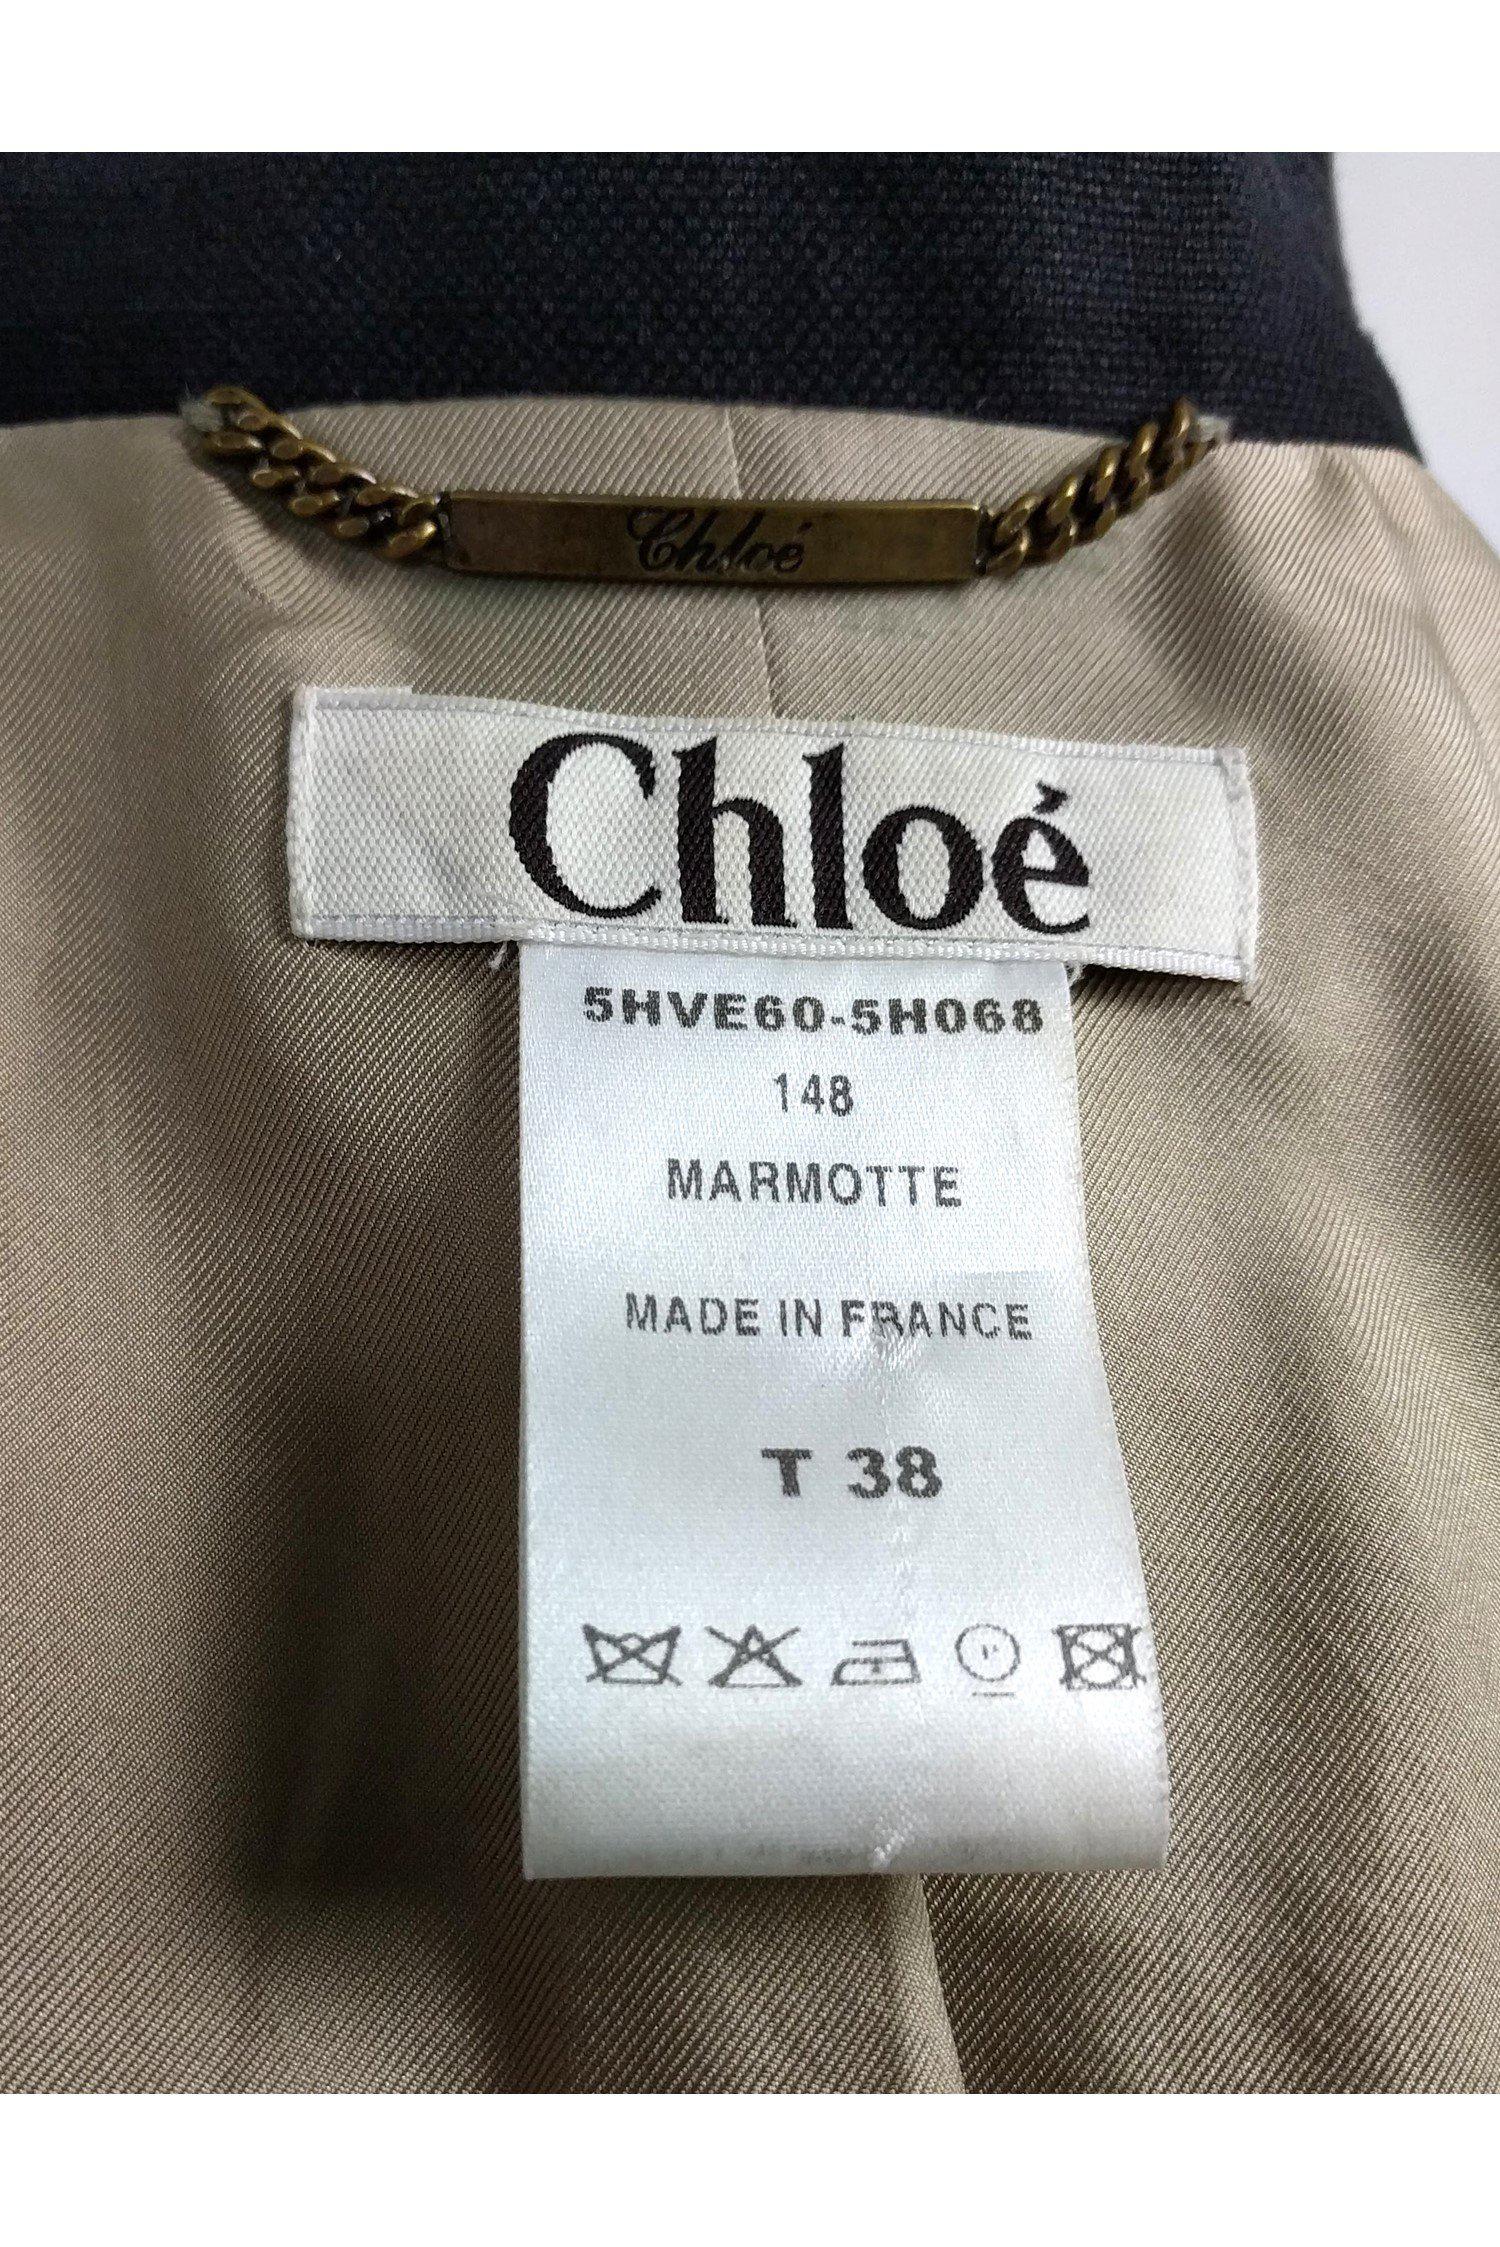 Chloé
Chloé
5HVE60-5H068
148
MARMOTTE
MADE IN FRANCE
T 38
P